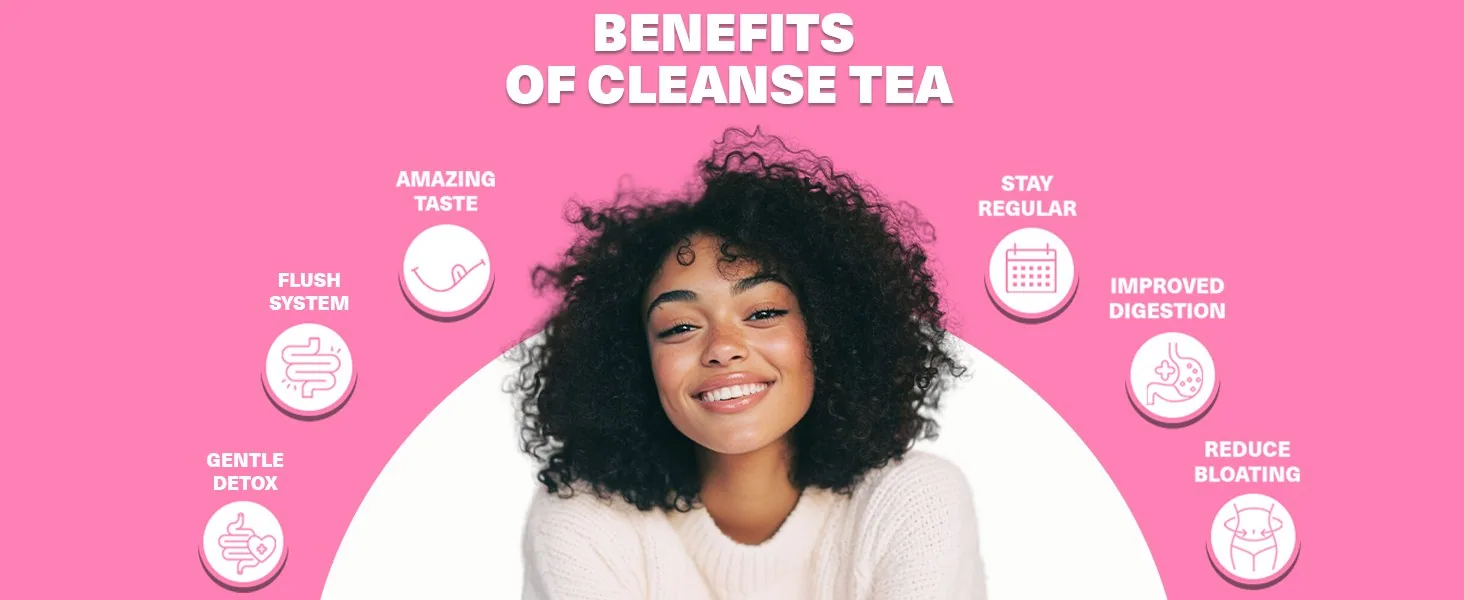 BENEFITS
OF CLEANSE TEA
AMAZING
TASTE
FLUSH
SYSTEM
GENTLE
DETOX
STAY
REGULAR
IMPROVED
DIGESTION
REDUCE
BLOATING